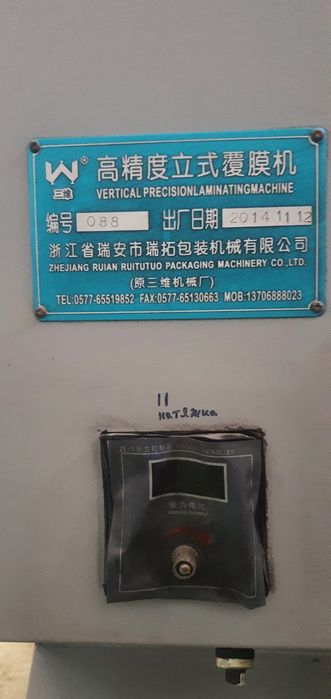 W®
三维
高精度立式覆膜机
VERTICAL PRECISIONLAMINATINGMACHINE
编号 088 出厂日期 2014 11 12
浙江省瑞安市瑞拓包装机械有限公司
ZHEJIANG RUIAN RUITUTUO PACKAGING MACHINERY CO.,LTD.
(原三维机械厂)
TEL:0577-65519852 FAX:0577-65130663 MOB:13706888023
11
натяжка
张力电流
TENSION CURRENT